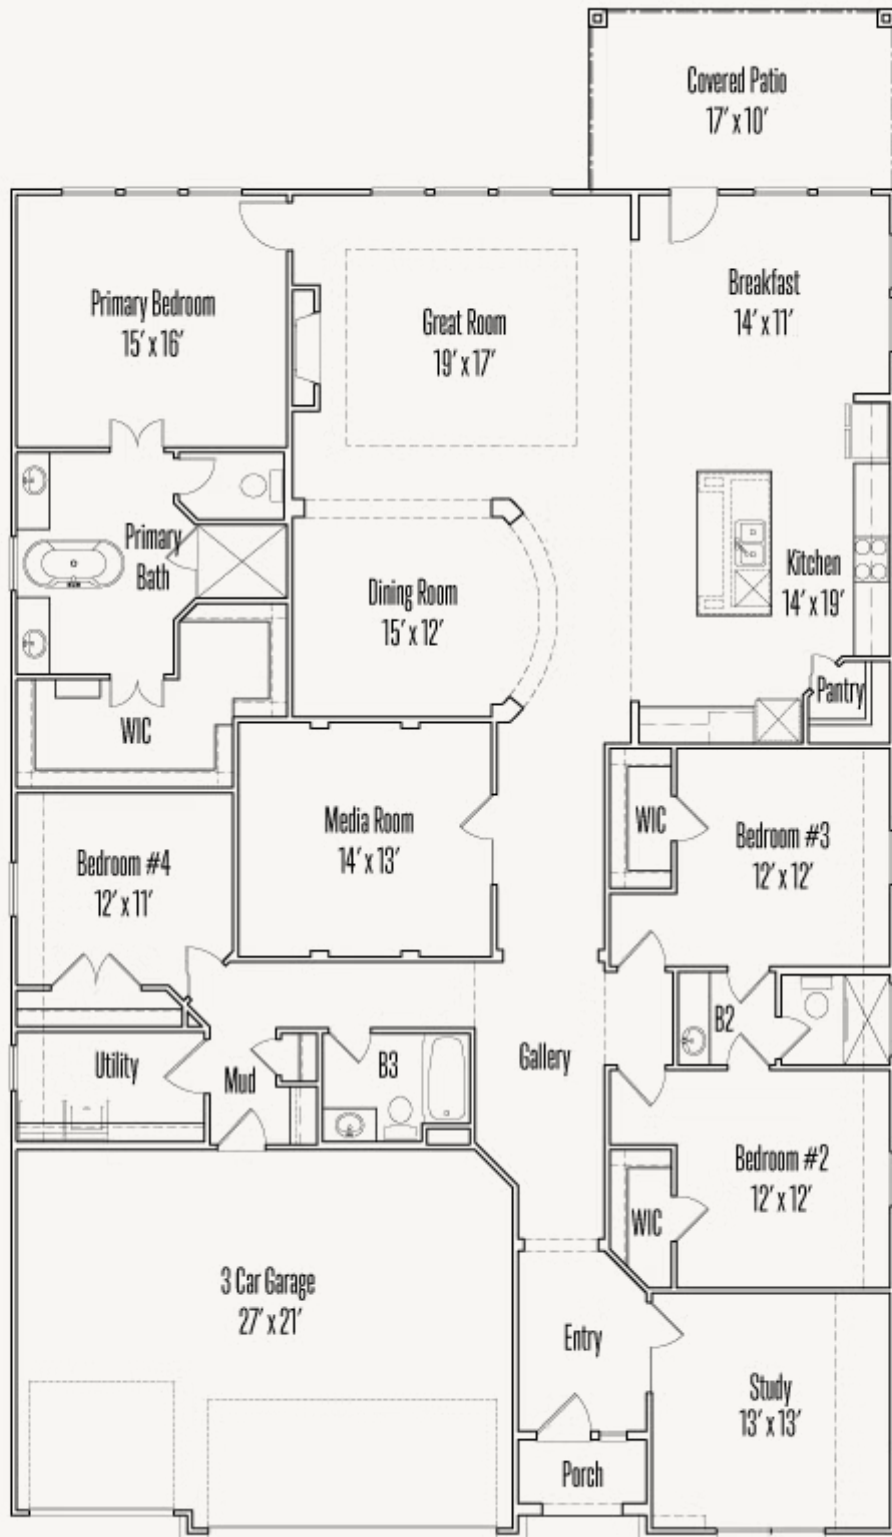 Covered Patio
17' x 10'
Primary Bedroom
15' x 16'
Great Room
19' x 17'
Breakfast
14' x 11'
Primary
Bath
Dining Room
15' x 12'
Kitchen
14' x 19'
Pantry
WIC
Media Room
14' x 13'
WIC
Bedroom #3
12' x 12'
Bedroom #4
12' x 11'
B2
Utility
Mud
B3
Gallery
Bedroom #2
12' x 12'
WIC
3 Car Garage
27' x 21'
Entry
Study
13' x 13'
Porch